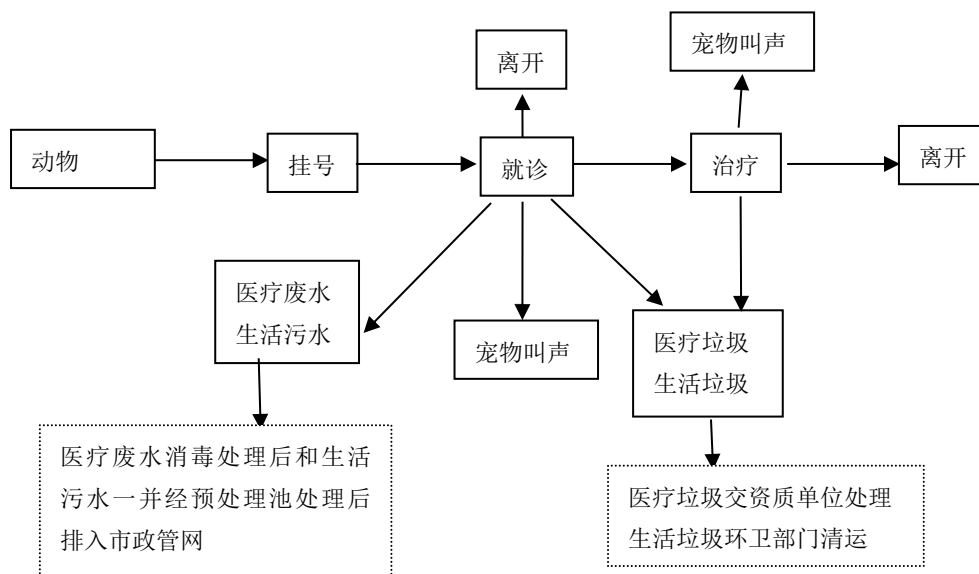 宠物叫声
离开
动物
挂号
就诊
治疗
离开
医疗废水
生活污水
宠物叫声
医疗垃圾
生活垃圾
医疗废水消毒处理后和生活
污水一并经预处理池处理后
排入市政管网
医疗垃圾交资质单位处理
生活垃圾环卫部门清运